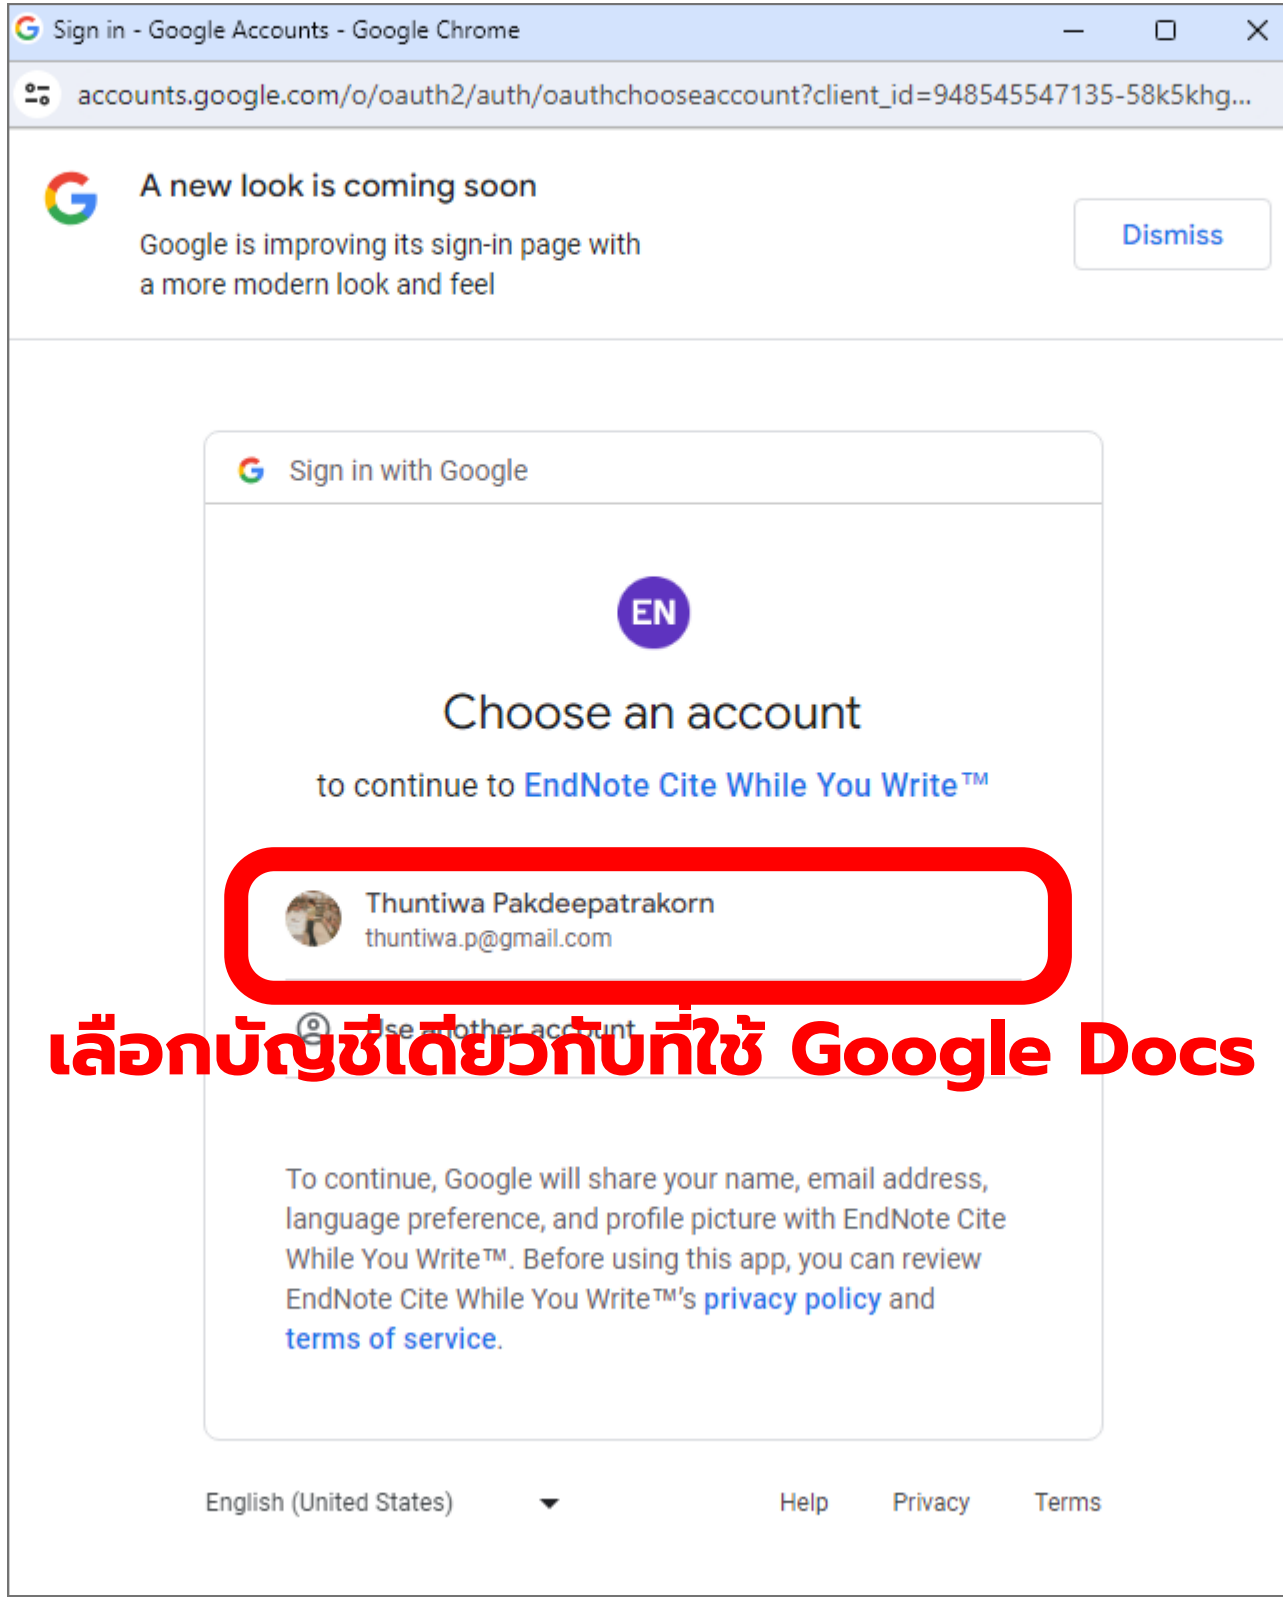 Sign in - Google Accounts - Google Chrome
accounts.google.com/o/oauth2/auth/oauthchooseaccount?client_id=948545547135-58k5khg...
A new look is coming soon
Google is improving its sign-in page with
a more modern look and feel
Dismiss
Sign in with Google
EN
Choose an account
to continue to EndNote Cite While You Write™
Thuntiwa Pakdeepatrakorn
thuntiwa.p@gmail.com
Use another account
เลือกบัญชีเดียวกับที่ใช้ Google Docs
To continue, Google will share your name, email address,
language preference, and profile picture with EndNote Cite
While You Write™. Before using this app, you can review
EndNote Cite While You Write™’s privacy policy and
terms of service.
English (United States)
Help Privacy Terms